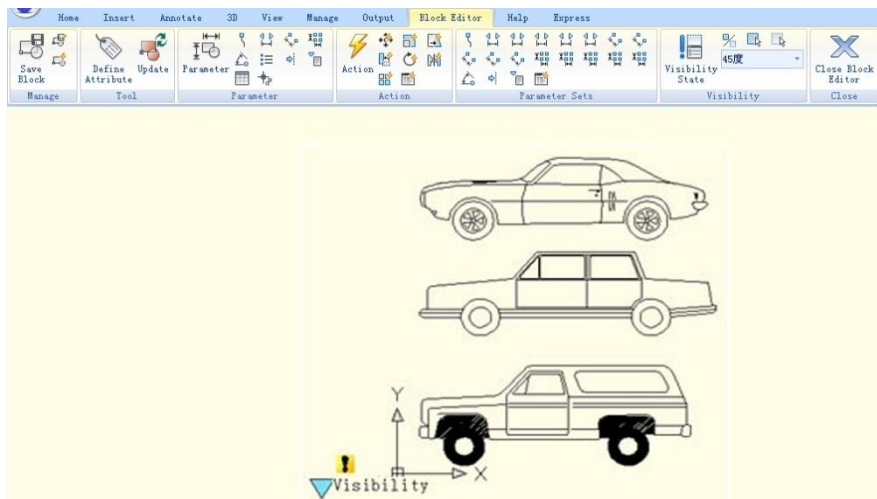 Home Insert Annotate 3D View Manage Output Block Editor Help Express
Save Block
Define Attribute
Update
Parameter
Action
Visibility State
45度
Close Block Editor
Manage Tool Parameter Action Parameter Sets Visibility Close
Y
X
Visibility